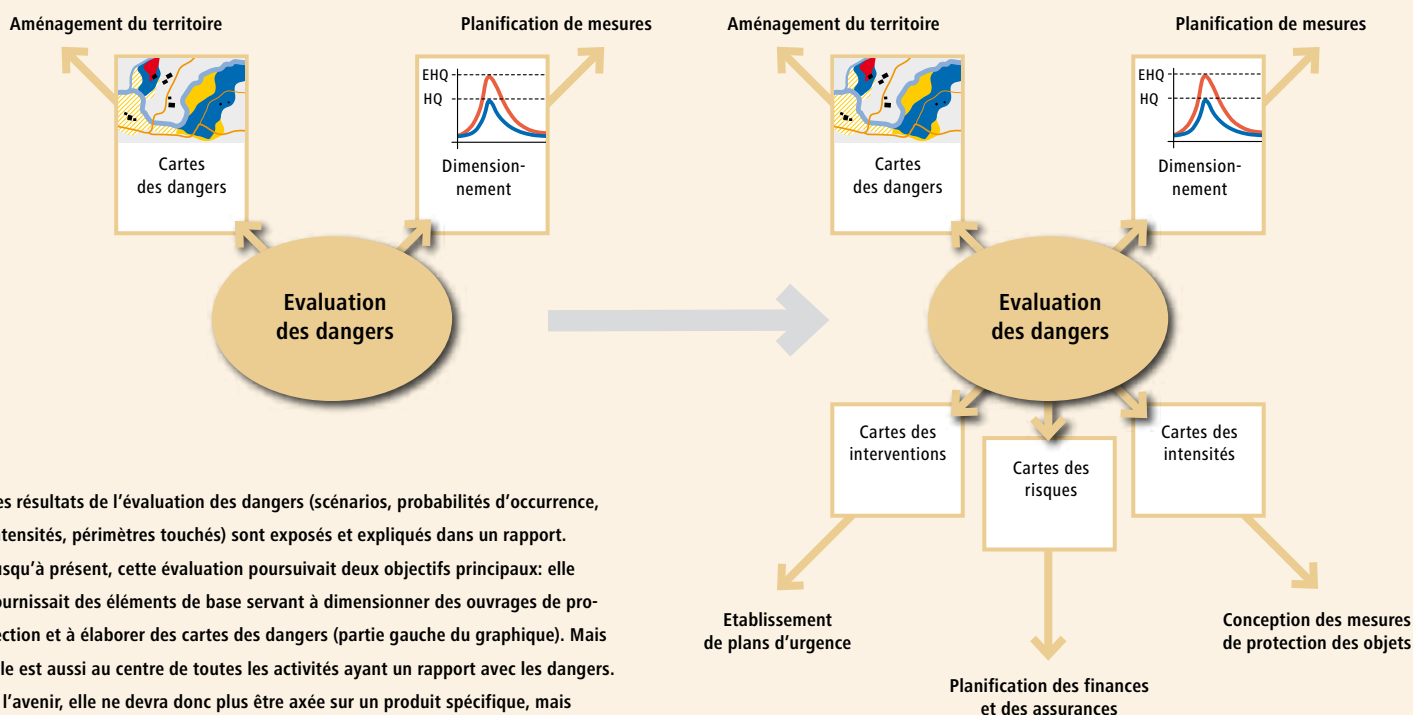 Aménagement du territoire
Planification de mesures
EHQ
HQ
Cartes
des dangers
Dimension-
nement
Evaluation
des dangers
Aménagement du territoire
Planification de mesures
EHQ
HQ
Cartes
des dangers
Dimension-
nement
Evaluation
des dangers
Cartes des
interventions
Cartes des
risques
Cartes des
intensités
Etablissement
de plans d’urgence
Planification des finances
et des assurances
Conception des mesures
de protection des objets
es résultats de l’évaluation des dangers (scénarios, probabilités d’occurrence,
ntensités, périmètres touchés) sont exposés et expliqués dans un rapport.
usqu’à présent, cette évaluation poursuivait deux objectifs principaux: elle
ournissait des éléments de base servant à dimensionner des ouvrages de pro-
ection et à élaborer des cartes des dangers (partie gauche du graphique). Mais
lle est aussi au centre de toutes les activités ayant un rapport avec les dangers.
l’avenir, elle ne devra donc plus être axée sur un produit spécifique, mais